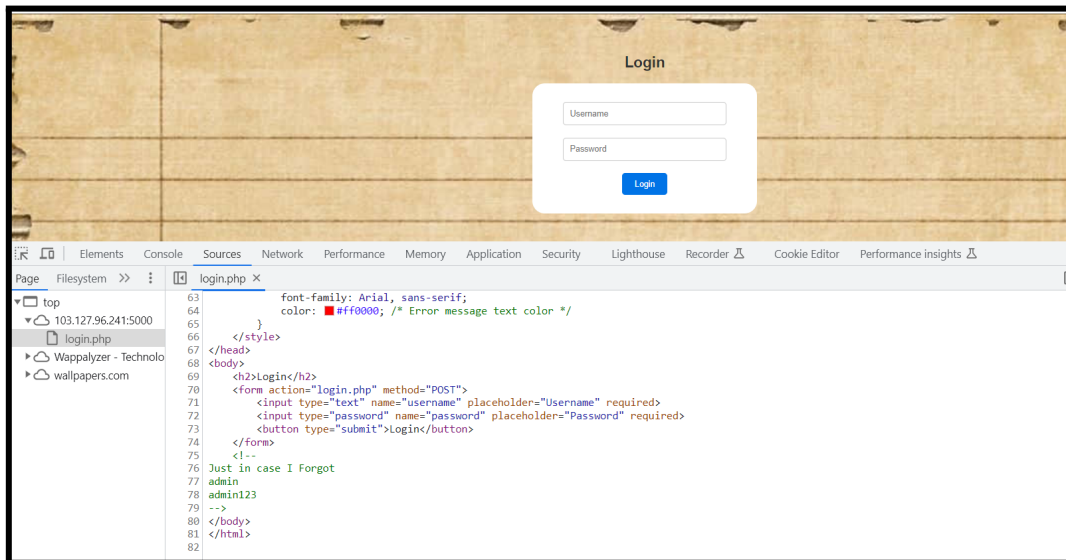 Login
Username
Password
Login
Elements Console Sources Network Performance Memory Application Security Lighthouse Recorder Cookie Editor Performance insights
Page Filesystem >> login.php ×
top
103.127.96.241:5000
login.php
Wappalyzer - Technolo
wallpapers.com
63 font-family: Arial, sans-serif;
64 color: #ff0000; /* Error message text color */
65 }
66 </style>
67 </head>
68 <body>
69 <h2>Login</h2>
70 <form action="login.php" method="POST">
71 <input type="text" name="username" placeholder="Username" required>
72 <input type="password" name="password" placeholder="Password" required>
73 <button type="submit">Login</button>
74 </form>
75 <!--
76 Just in case I Forgot
77 admin
78 admin123
79 -->
80 </body>
81 </html>
82